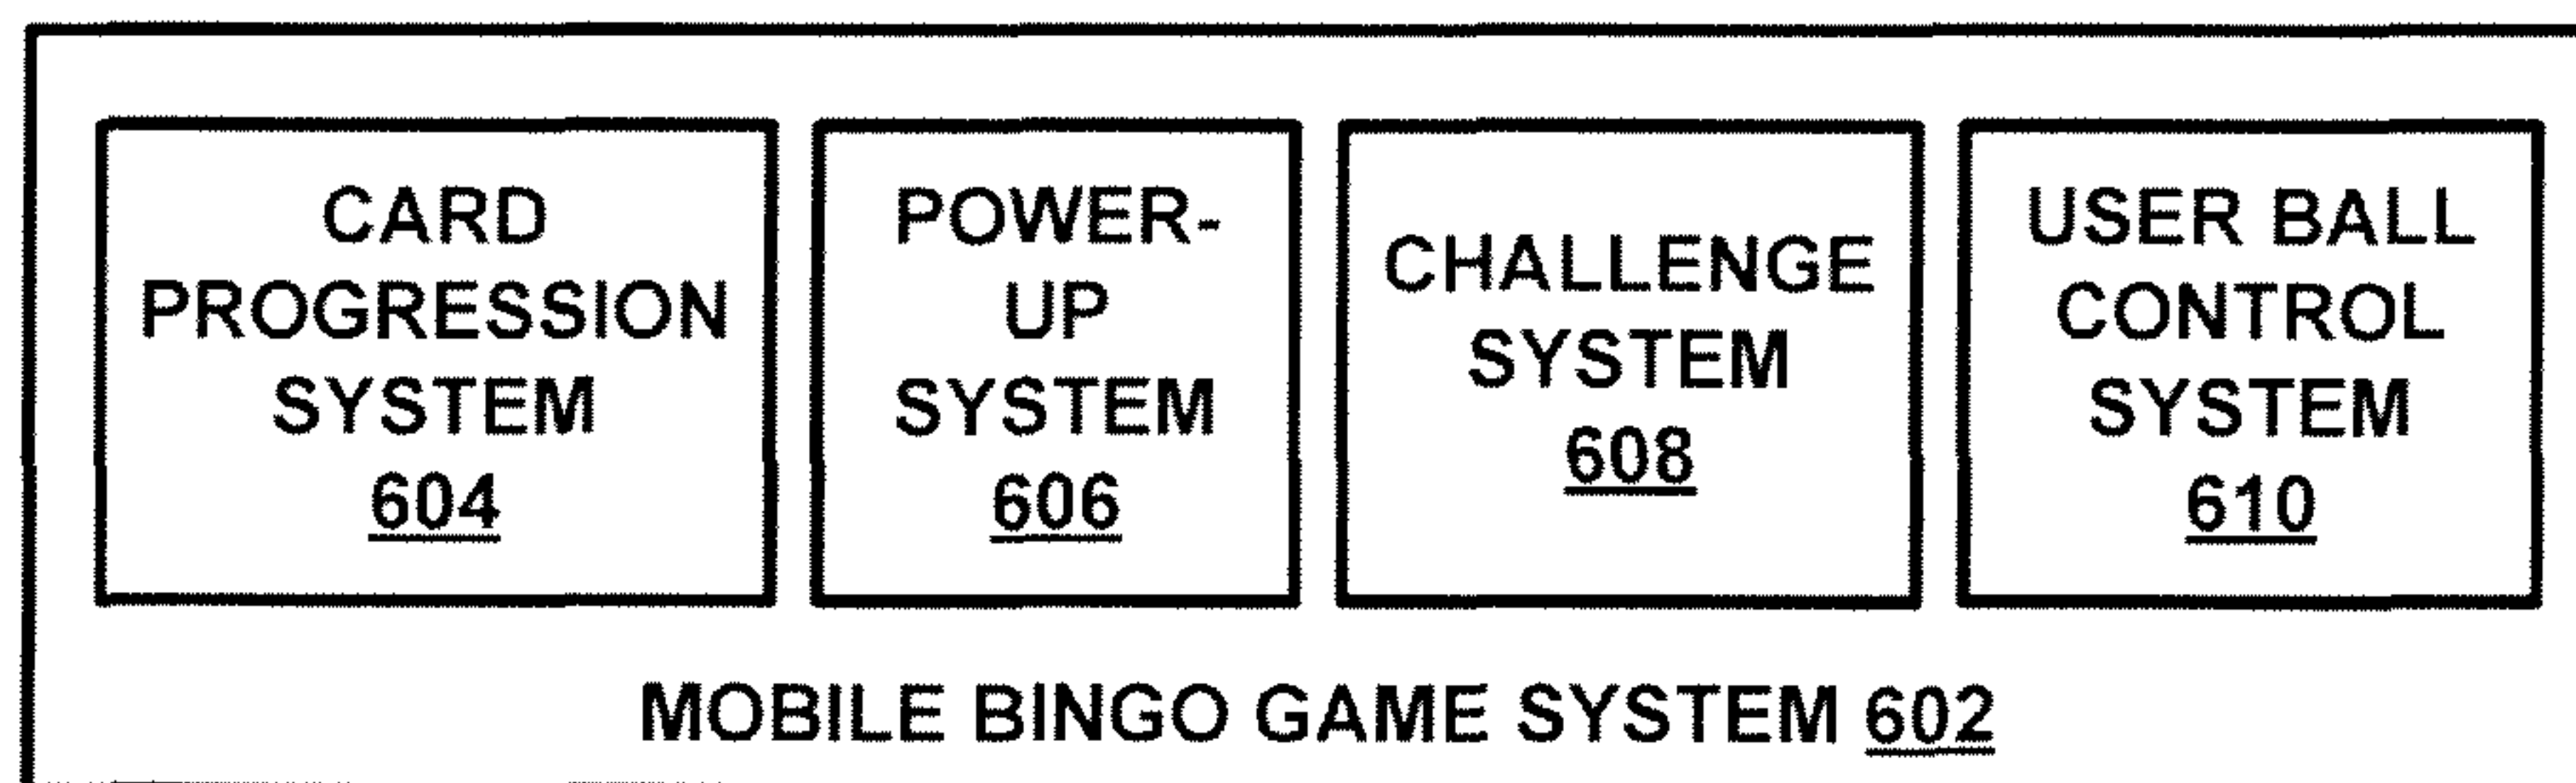 CARD
PROGRESSION
SYSTEM
604
POWER-
UP
SYSTEM
606
CHALLENGE
SYSTEM
608
USER BALL
CONTROL
SYSTEM
610
MOBILE BINGO GAME SYSTEM 602